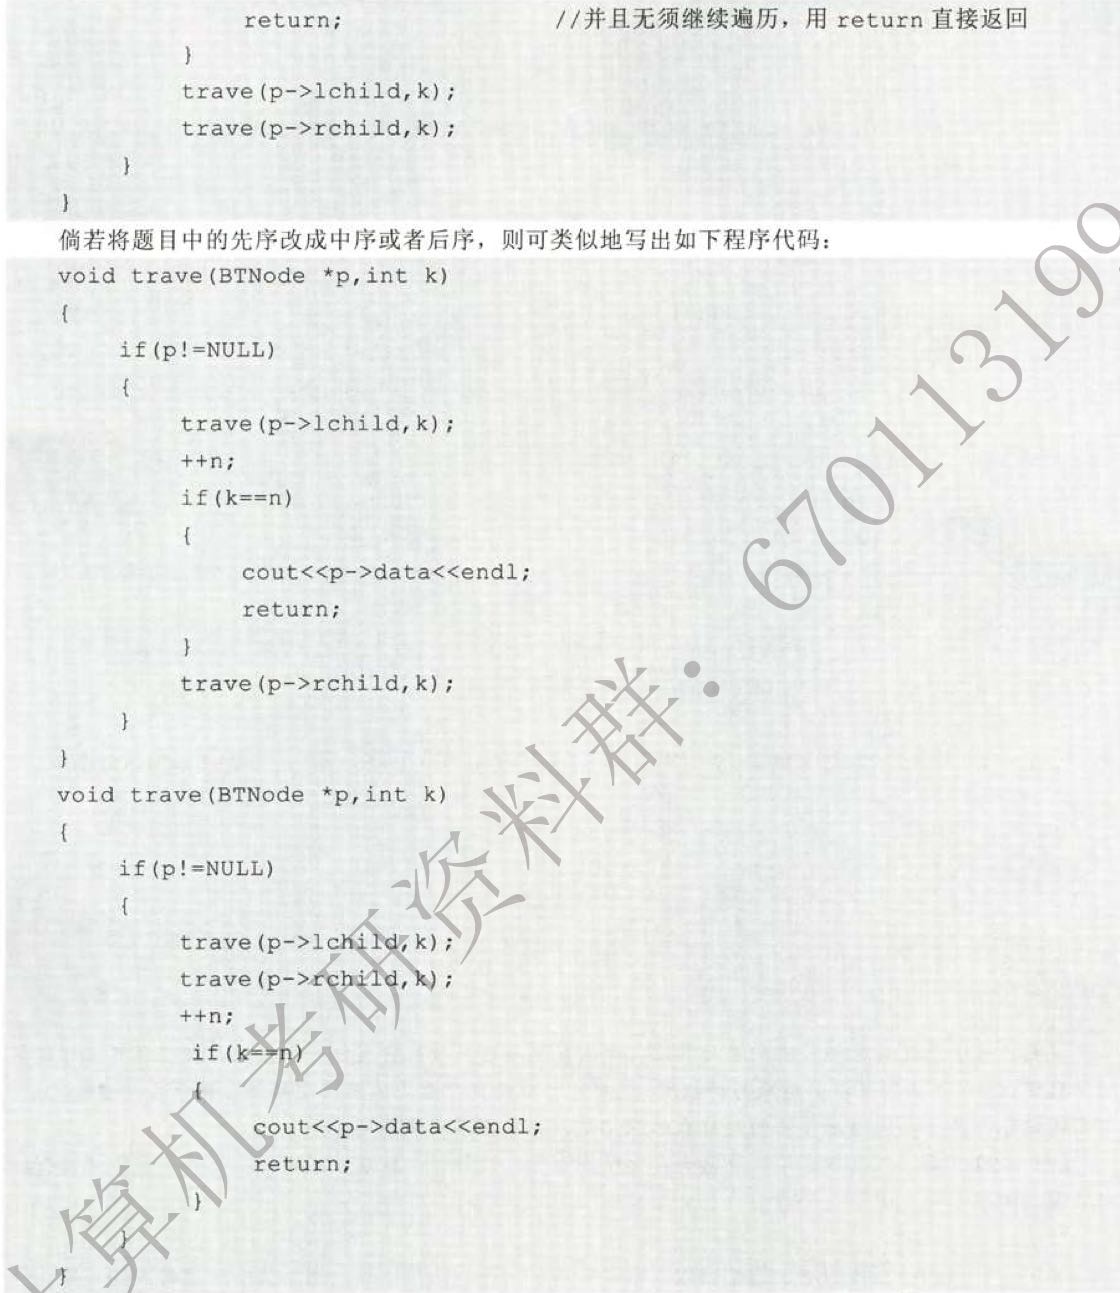 return; //并且无须继续遍历，用 return 直接返回
}
trave(p->lchild,k);
trave(p->rchild,k);
}
}
倘若将题目中的先序改成中序或者后序，则可类似地写出如下程序代码：
void trave(BTNode *p,int k)
{
if(p!=NULL)
{
trave(p->lchild,k);
++n;
if(k==n)
{
cout<<p->data<<endl;
return;
}
trave(p->rchild,k);
}
}
void trave(BTNode *p,int k)
{
if(p!=NULL)
{
trave(p->lchild,k);
trave(p->rchild,k);
++n;
if(k==n)
{
cout<<p->data<<endl;
return;
}
}
}
算机考研资料群：67011319